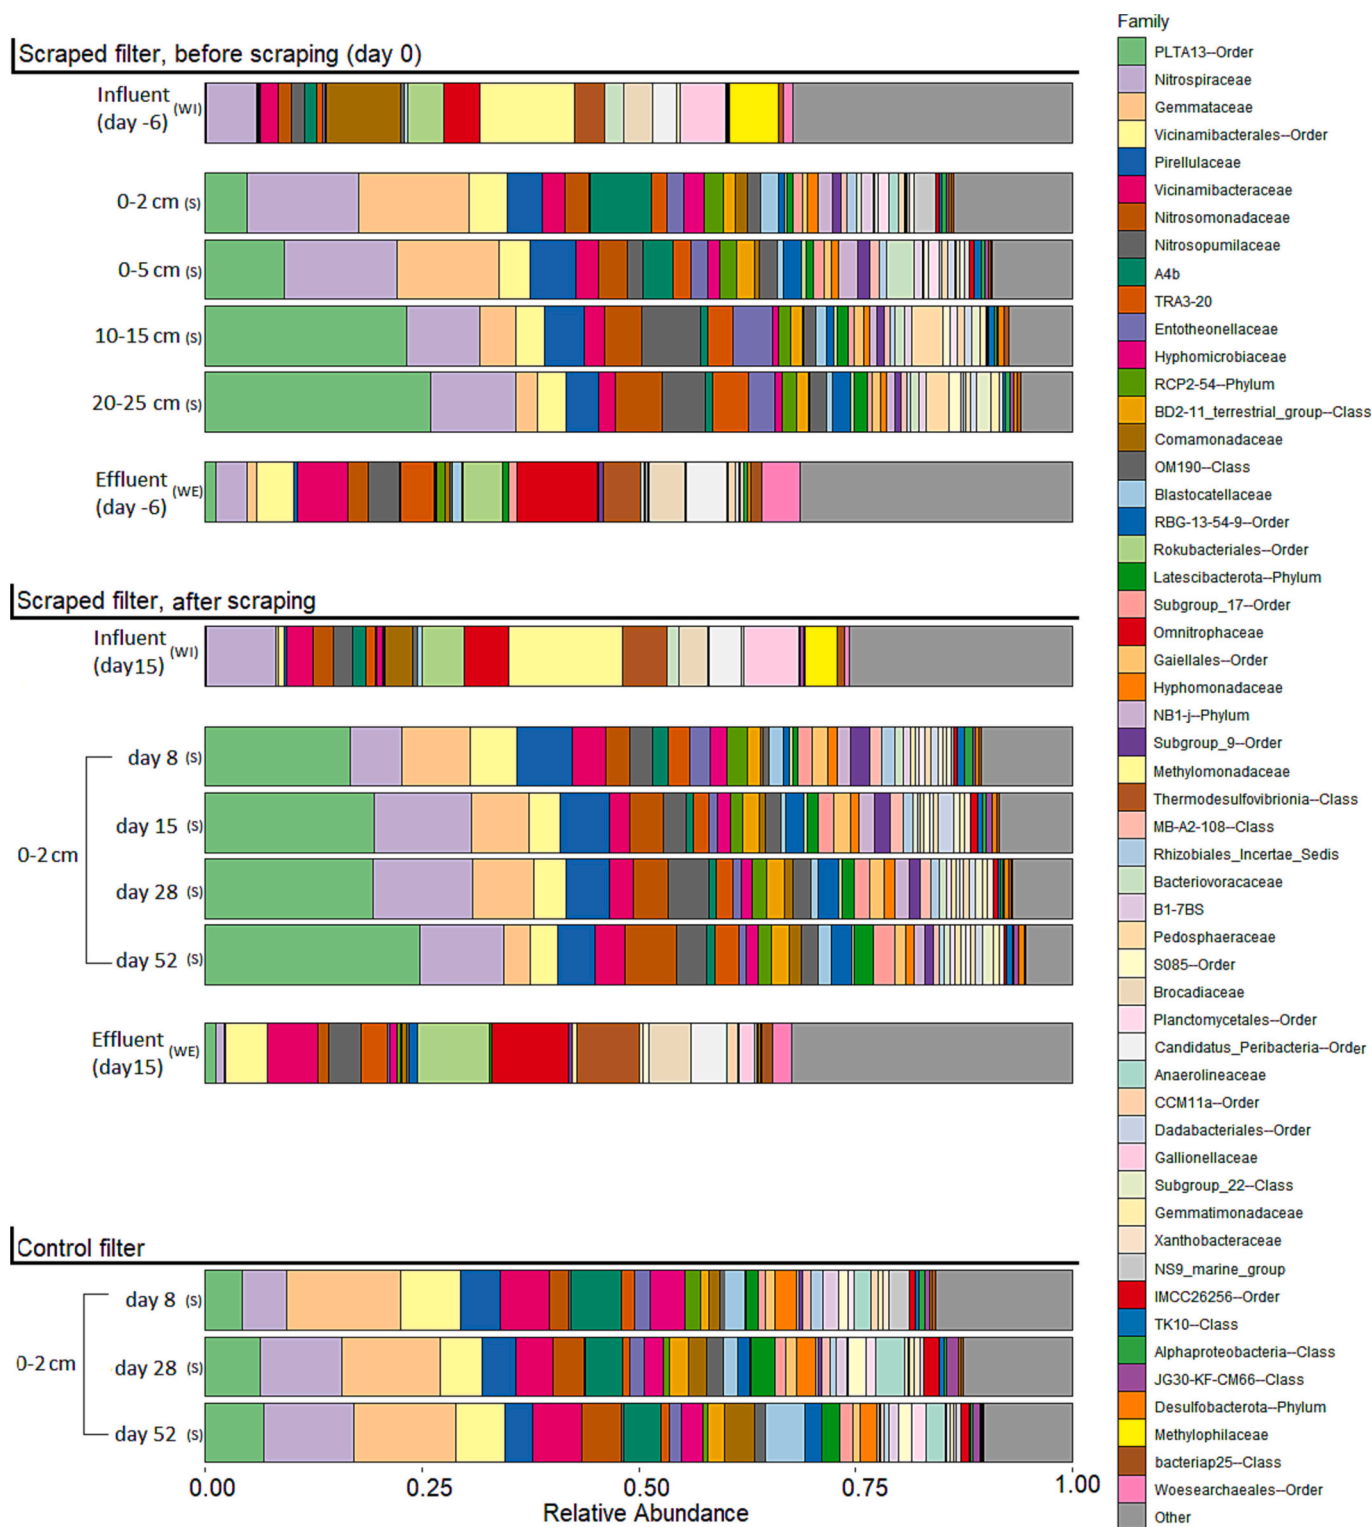 Scraped filter, before scraping (day 0)
Influent (WI)
(day -6)
0-2 cm (S)
0-5 cm (S)
10-15 cm (S)
20-25 cm (S)
Effluent (WE)
(day -6)
Scraped filter, after scraping
Influent (WI)
(day15)
day 8 (S)
day 15 (S)
0-2 cm
day 28 (S)
day 52 (S)
Effluent (WE)
(day15)
Control filter
day 8 (S)
0-2 cm
day 28 (S)
day 52 (S)
0.00 0.25 0.50 0.75 1.00
Relative Abundance
Family
PLTA13--Order
Nitrospiraceae
Gemmataceae
Vicinamibacterales--Order
Pirellulaceae
Vicinamibacteraceae
Nitrosomonadaceae
Nitrosopumilaceae
A4b
TRA3-20
Entotheonellaceae
Hyphomicrobiaceae
RCP2-54--Phylum
BD2-11_terrestrial_group--Class
Comamonadaceae
OM190--Class
Blastocatellaceae
RBG-13-54-9--Order
Rokubacteriales--Order
Latescibacterota--Phylum
Subgroup_17--Order
Omnitrophaceae
Gaiellales--Order
Hyphomonadaceae
NB1-j--Phylum
Subgroup_9--Order
Methylomonadaceae
Thermodesulfovibrionia--Class
MB-A2-108--Class
Rhizobiales_Incertae_Sedis
Bacteriovoracaceae
B1-7BS
Pedosphaeraceae
S085--Order
Brocadiaceae
Planctomycetales--Order
Candidatus_Peribacteria--Order
Anaerolineaceae
CCM11a--Order
Dadabacteriales--Order
Gallionellaceae
Subgroup_22--Class
Gemmatimonadaceae
Xanthobacteraceae
NS9_marine_group
IMCC26256--Order
TK10--Class
Alphaproteobacteria--Class
JG30-KF-CM66--Class
Desulfobacterota--Phylum
Methylophilaceae
bacteriap25--Class
Woesearchaeales--Order
Other